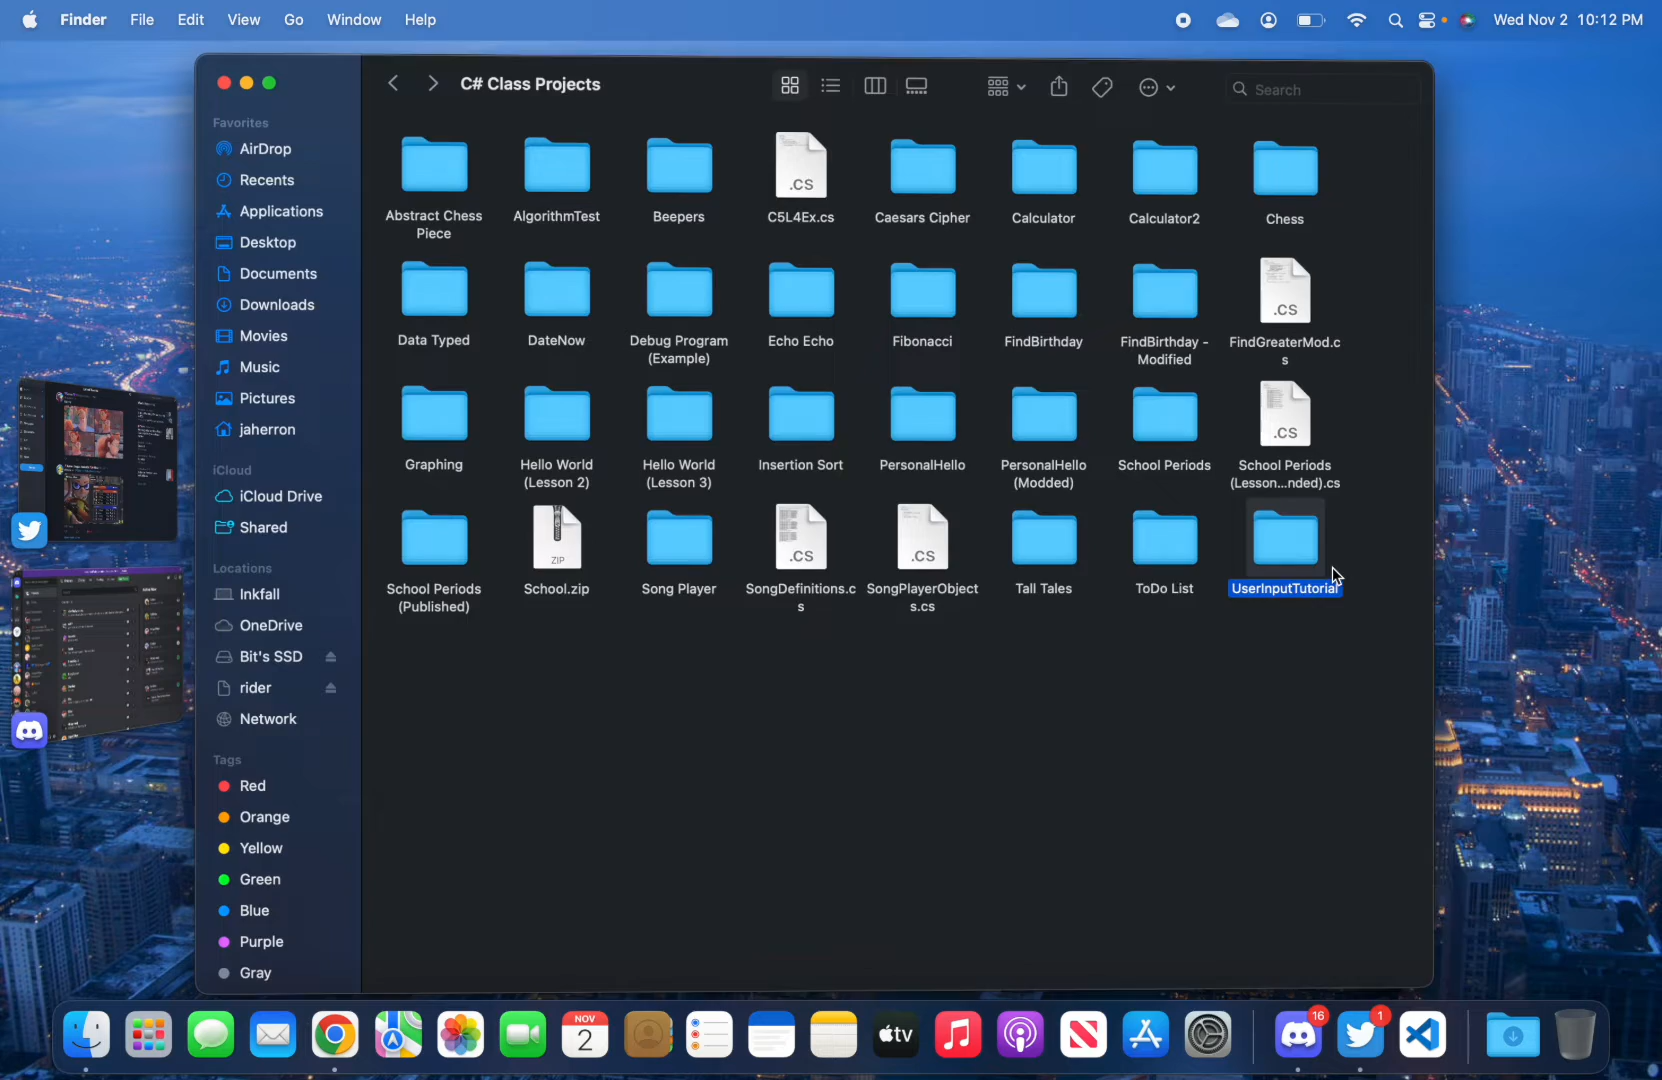 Finder File Edit View Go Window Help Wed Nov 2 10:12 PM
C# Class Projects
Search
Favorites
AirDrop
Recents
Applications
Desktop
Documents
Downloads
Movies
Music
Pictures
jaherron
iCloud
iCloud Drive
Shared
Locations
Inkfall
OneDrive
Bit's SSD
rider
Network
Tags
Red
Orange
Yellow
Green
Blue
Purple
Gray
.CS
Abstract Chess
Piece
AlgorithmTest
Beepers
C5L4Ex.cs
Caesars Cipher
Calculator
Calculator2
Chess
.CS
Data Typed
DateNow
Debug Program
(Example)
Echo Echo
Fibonacci
FindBirthday
FindBirthday -
Modified
FindGreaterMod.c
s
.CS
Graphing
Hello World
(Lesson 2)
Hello World
(Lesson 3)
Insertion Sort
PersonalHello
PersonalHello
(Modded)
School Periods
School Periods
(Lesson...nded).cs
ZIP
.CS
.CS
School Periods
(Published)
School.zip
Song Player
SongDefinitions.c
s
SongPlayerObject
s.cs
Tall Tales
ToDo List
UserInputTutorial
NOV
2
tv
16
1